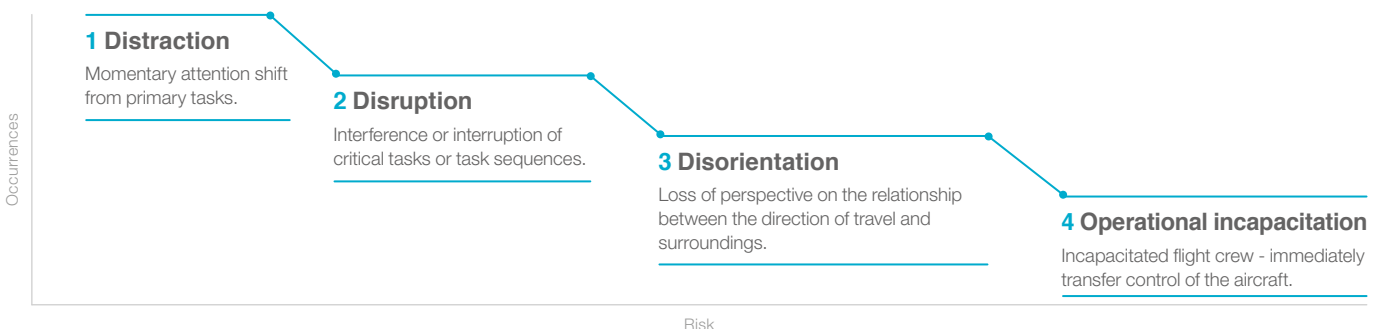 1 Distraction
Momentary attention shift
from primary tasks.
2 Disruption
Interference or interruption of
critical tasks or task sequences.
3 Disorientation
Loss of perspective on the relationship
between the direction of travel and
surroundings.
4 Operational incapacitation
Incapacitated flight crew - immediately
transfer control of the aircraft.
Occurrences
Risk